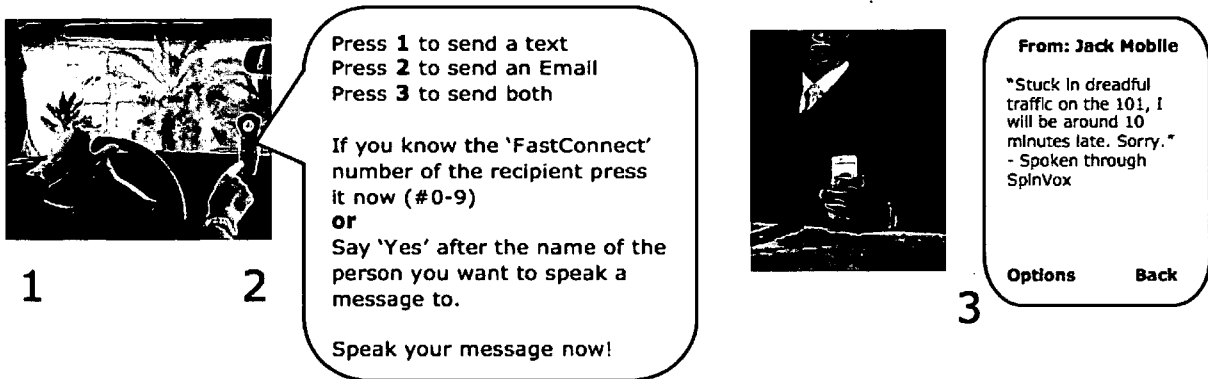 Press 1 to send a text
Press 2 to send an Email
Press 3 to send both
If you know the ‘FastConnect’
number of the recipient press
it now (#0-9)
or
Say ‘Yes’ after the name of the
person you want to speak a
message to.
Speak your message now!
1
2
From: Jack Mobile
"Stuck in dreadful
traffic on the 101, I
will be around 10
minutes late. Sorry."
- Spoken through
SpinVox
Options Back
3